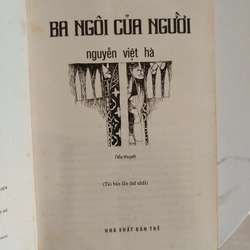 BA NGÔI CỦA NGƯỜI
nguyễn việt hà
Tiểu thuyết
(Tái bản lần thứ nhất)
NHÀ XUẤT BẢN TRẺ